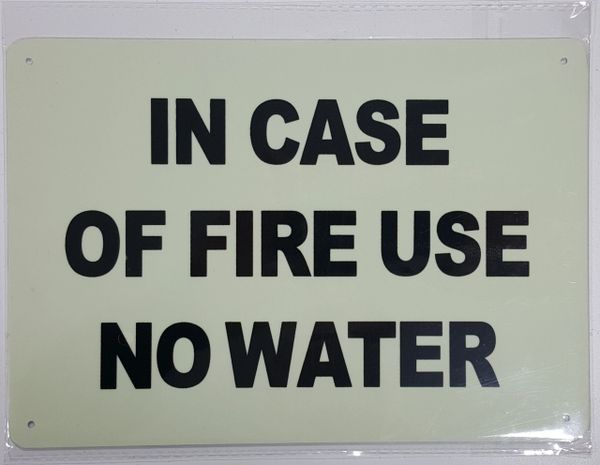 IN CASE
OF FIRE USE
NO WATER